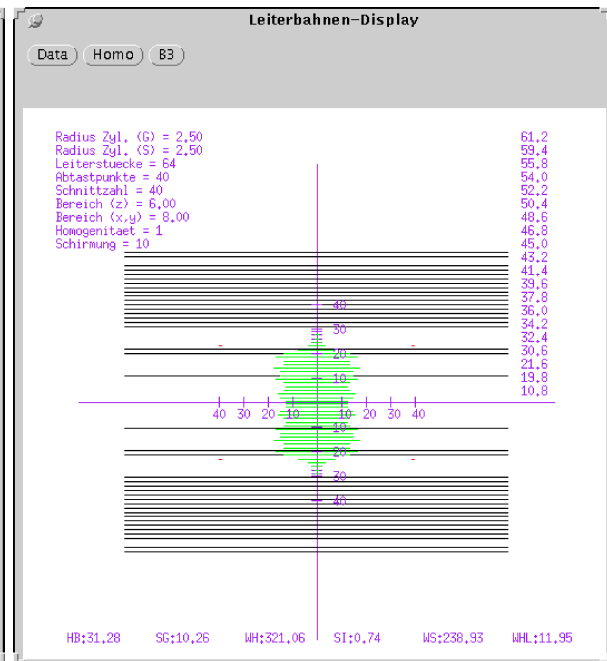 Leiterbahnen-Display
Data Homo B3
Radius Zyl. (G) = 2.50
Radius Zyl. (S) = 2.50
Leiterstuecke = 64
Abtastpunkte = 40
Schnittzahl = 40
Bereich (z) = 6.00
Bereich (x,y) = 8.00
Homogenitaet = 1
Schirmung = 10
61.2
59.4
55.8
54.0
52.2
50.4
48.6
46.8
45.0
43.2
41.4
39.6
37.8
36.0
34.2
32.4
30.6
21.6
19.8
10.8
40
30
20
10
40 30 20 10 10 20 30 40
10
20
30
40
HB:31.28 SG:10.26 WH:321.06 SI:0.74 WS:238.93 WHL:11.95